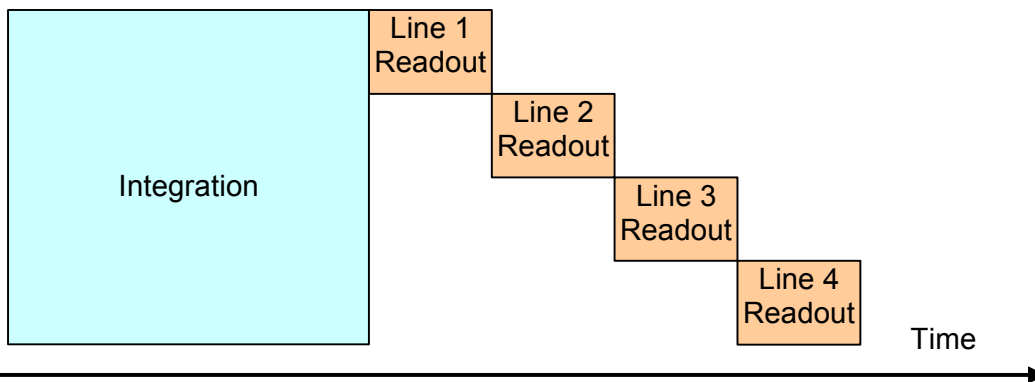 Line 1
Readout
Line 2
Readout
Integration
Line 3
Readout
Line 4
Readout
Time